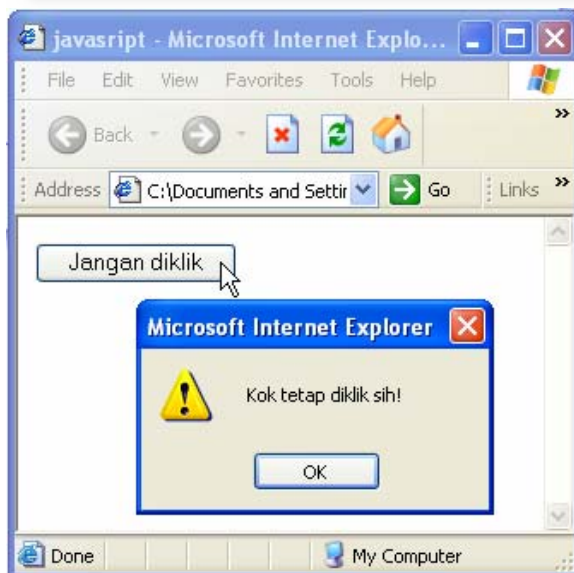 javasript - Microsoft Internet Explo...
File Edit View Favorites Tools Help
Back
»
Address C:\Documents and Settir Go Links »
Jangan diklik
Microsoft Internet Explorer
Kok tetap diklik sih!
OK
Done My Computer